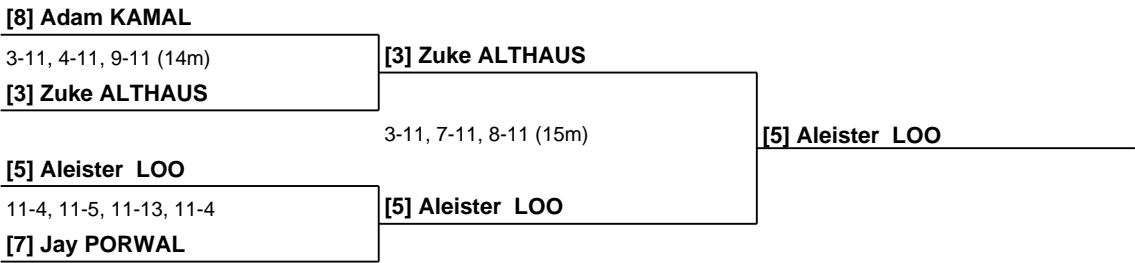 [8] Adam KAMAL
3-11, 4-11, 9-11 (14m)
[3] Zuke ALTHAUS
[3] Zuke ALTHAUS
3-11, 7-11, 8-11 (15m)
[5] Aleister  LOO
[5] Aleister  LOO
11-4, 11-5, 11-13, 11-4
[5] Aleister  LOO
[7] Jay PORWAL